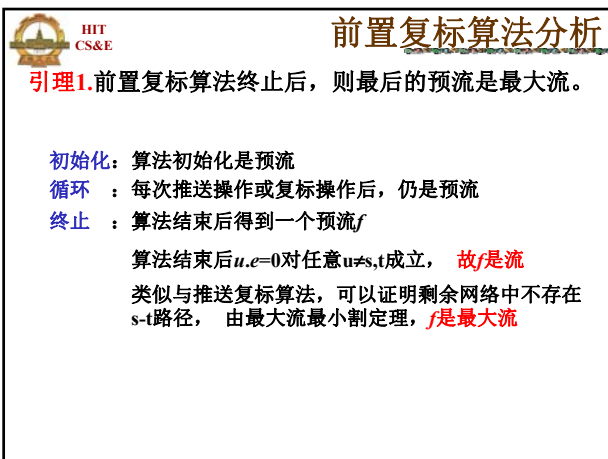 HIT
CS&E
前置复标算法分析
引理1.前置复标算法终止后，则最后的预流是最大流。
初始化：算法初始化是预流
循环 ：每次推送操作或复标操作后，仍是预流
终止 ：算法结束后得到一个预流f
算法结束后u.e=0对任意u≠s,t成立， 故f是流
类似与推送复标算法，可以证明剩余网络中不存在
s-t路径， 由最大流最小割定理，f是最大流